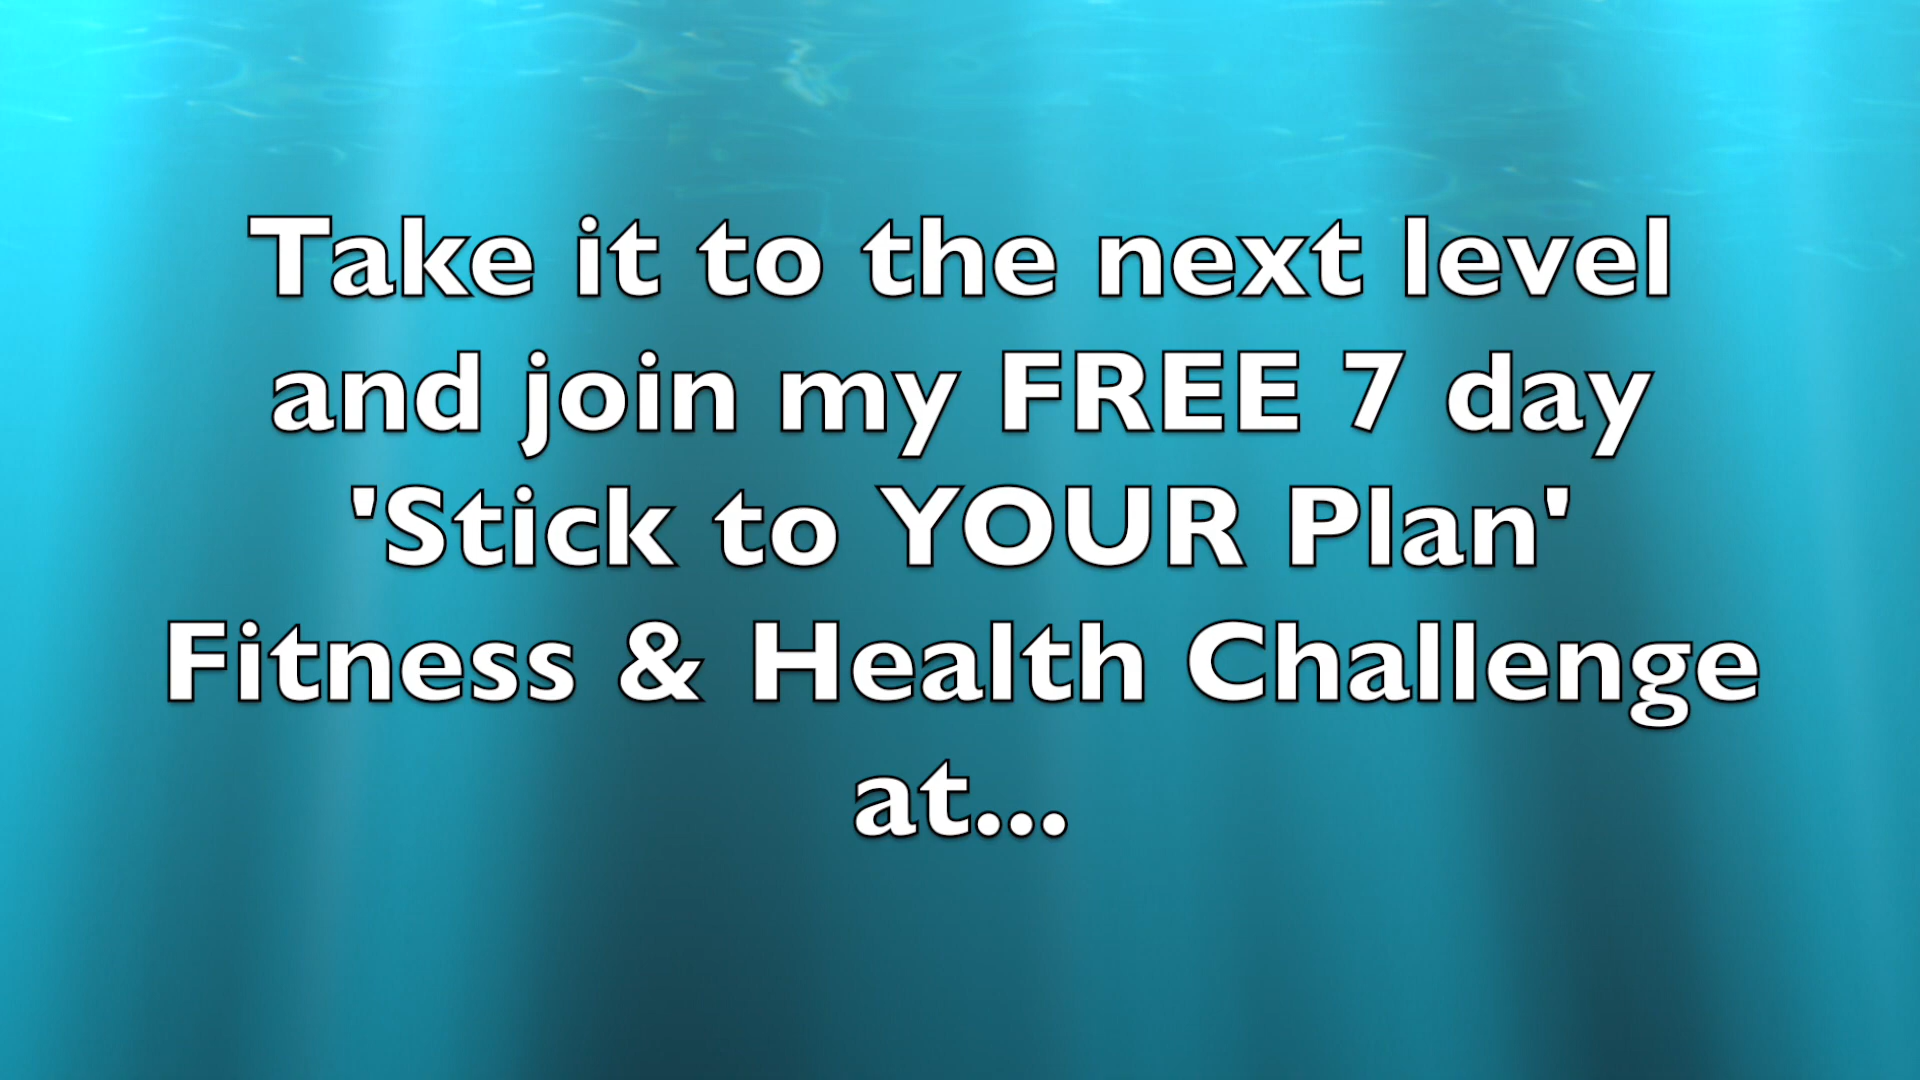 Take it to the next level
and join my FREE 7 day
'Stick to YOUR Plan'
Fitness & Health Challenge
at...